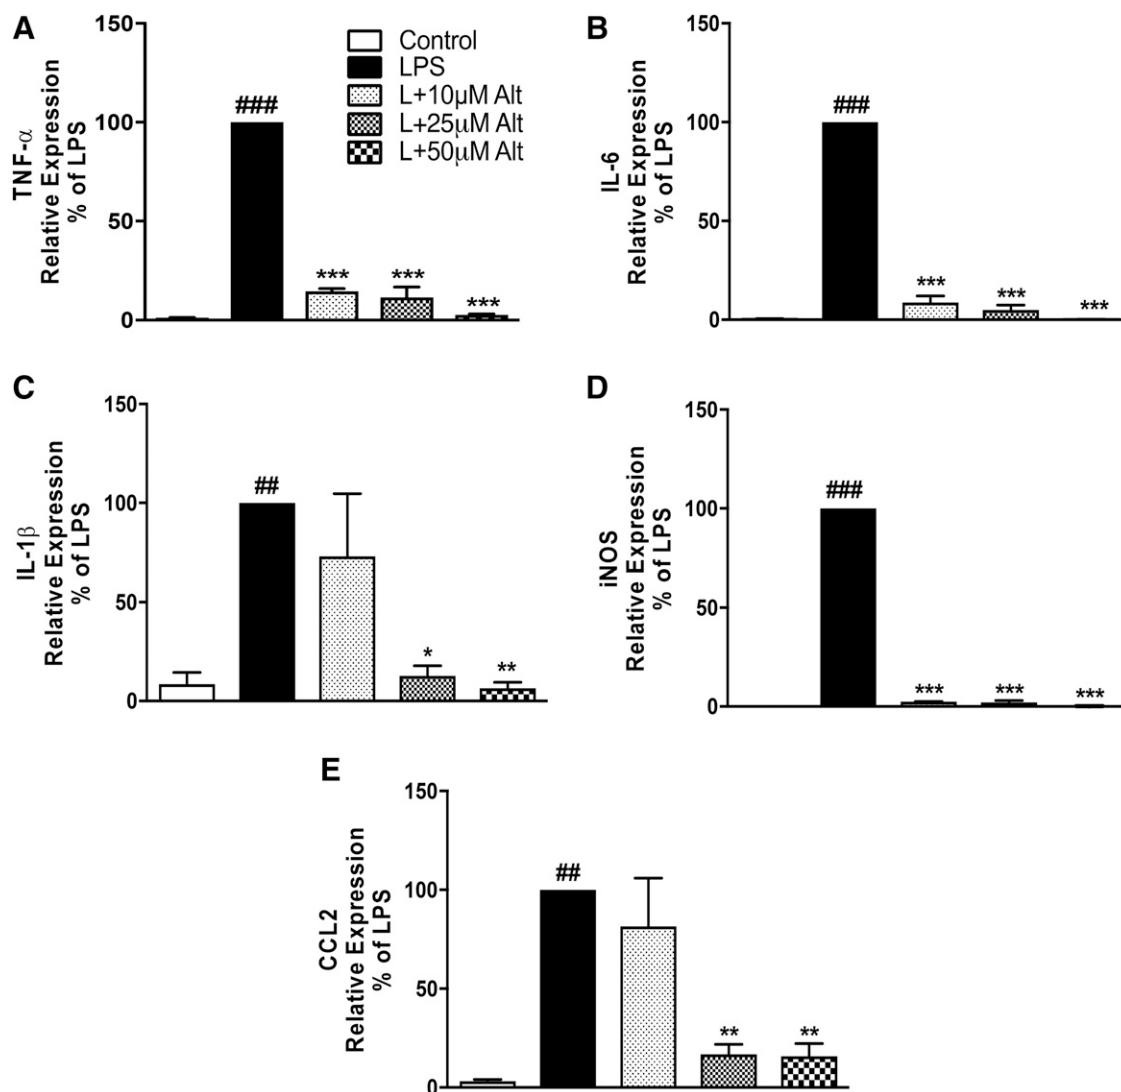 A
TNF-α
Relative Expression
% of LPS
150
100
50
0
###
***
***
***
Control
LPS
L+10µM Alt
L+25µM Alt
L+50µM Alt
B
IL-6
Relative Expression
% of LPS
150
100
50
0
###
***
***
***
C
IL-1β
Relative Expression
% of LPS
150
100
50
0
##
*
**
D
iNOS
Relative Expression
% of LPS
150
100
50
0
###
***
***
***
E
CCL2
Relative Expression
% of LPS
150
100
50
0
##
**
**